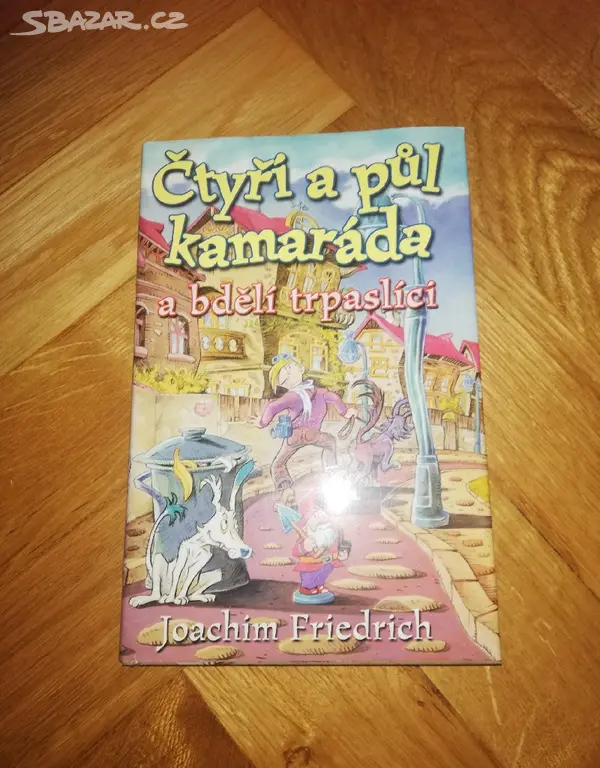 SBAZAR.CZ
Čtyři a půl
kamaráda
a bdělí trpaslíci
Joachim Friedrich